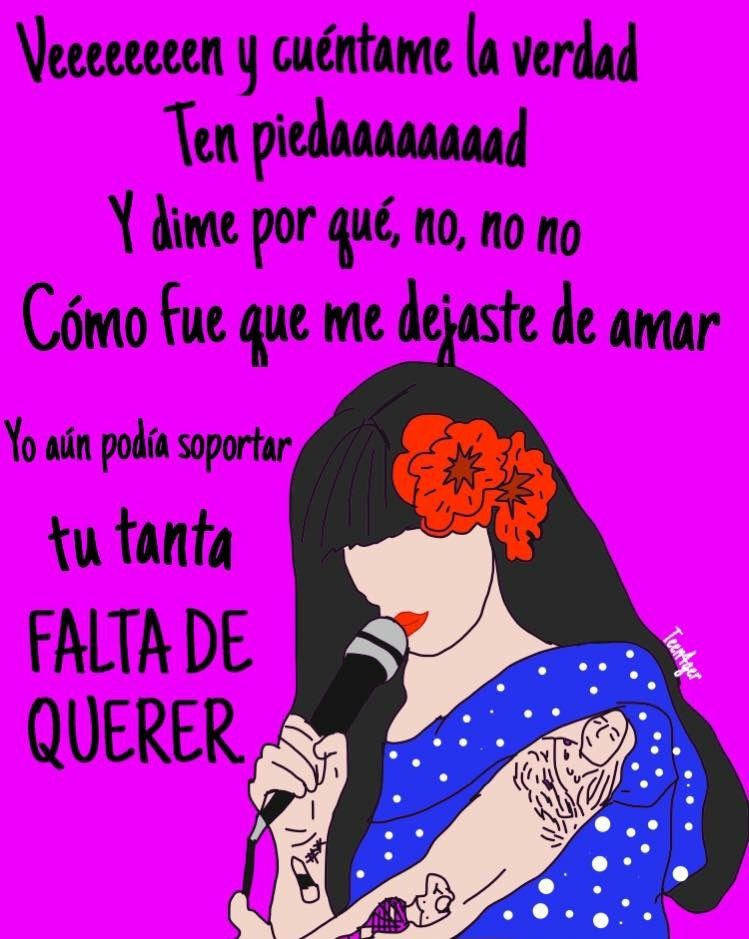 Veeeeeeeen y cuéntame la verdad
Ten piedaaaaaaaad
Y dime por qué, no, no no
Cómo fue que me dejaste de amar
Yo aún podía soportar
tu tanta
FALTA DE
QUERER
TeenAger